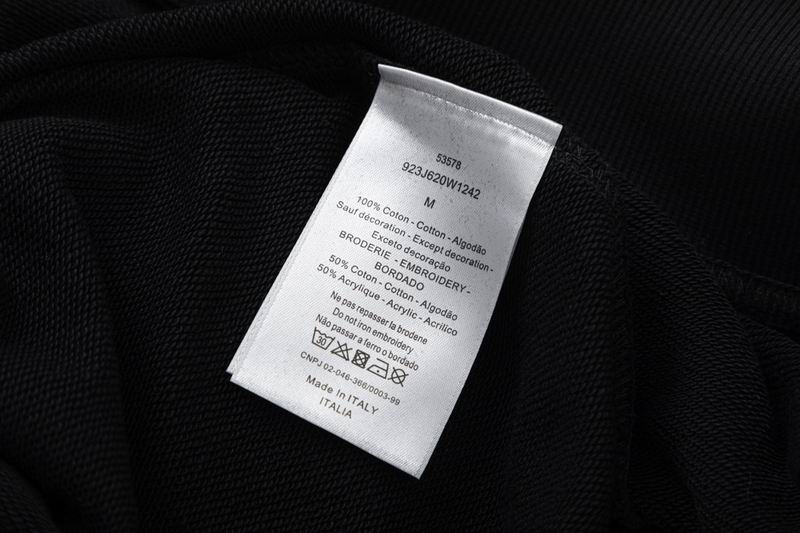 53578
923J620W1242
M
100% Coton - Cotton - Algodão
Sauf décoration - Except decoration -
Exceto decoração
BRODERIE - EMBROIDERY -
BORDADO
50% Coton - Cotton - Algodão
50% Acrylique - Acrylic - Acrilico
Ne pas repasser la brodene
Do not iron embroidery
Não passar a ferro o bordado
30
CNPJ 02-046-366/0003-99
Made in ITALY
ITALIA